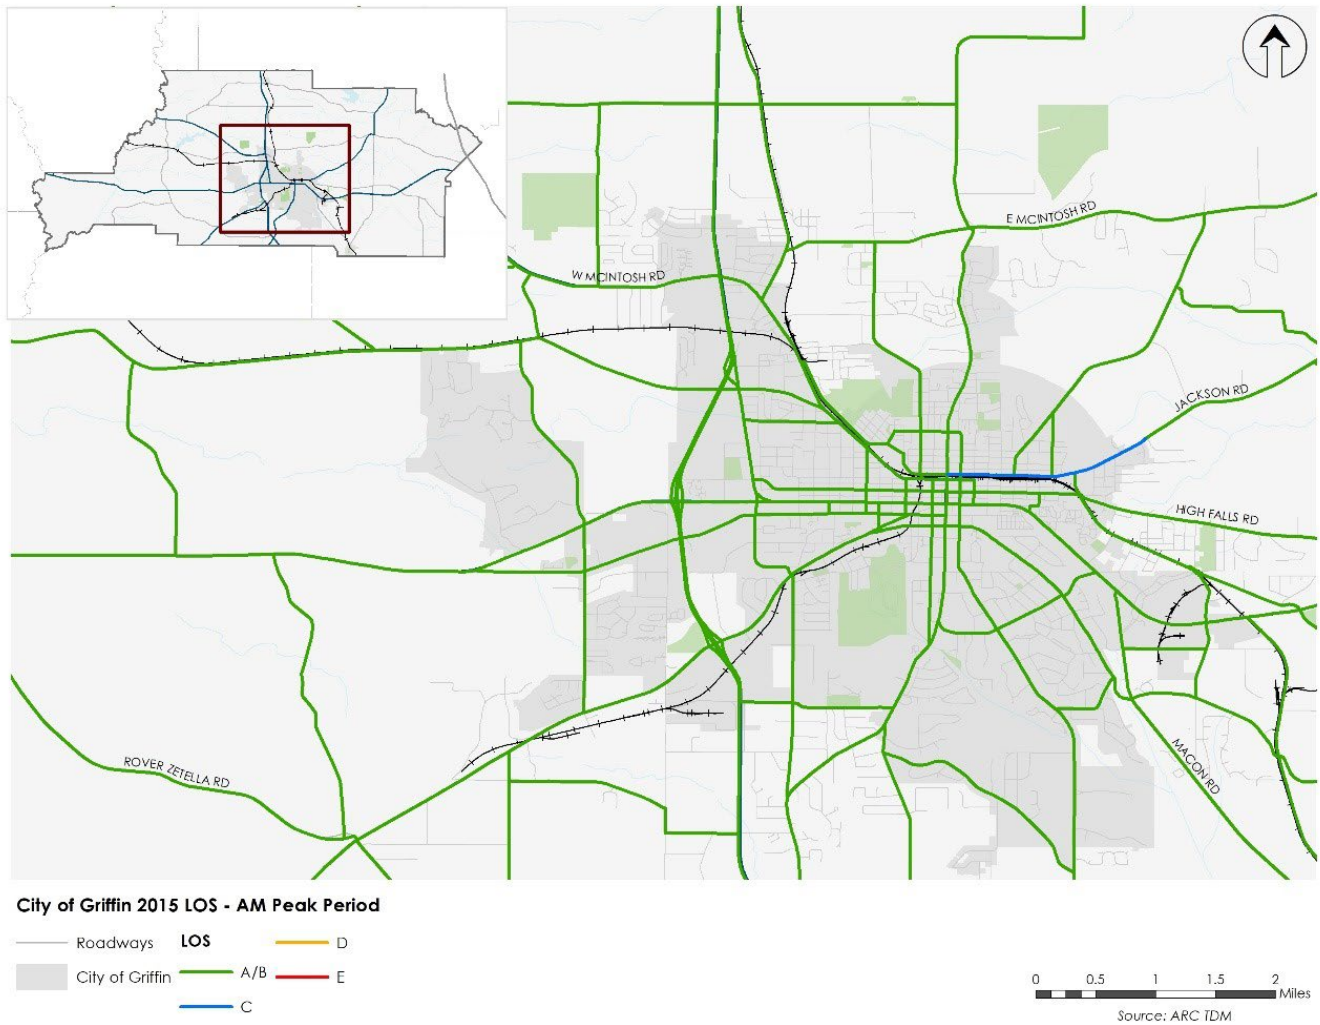 E MCINTOSH RD
W MCINTOSH RD
JACKSON RD
HIGH FALLS RD
ROVER ZETELLA RD
MACON RD
City of Griffin 2015 LOS - AM Peak Period
Roadways LOS D
City of Griffin A/B E
C
0 0.5 1 1.5 2
Miles
Source: ARC TDM